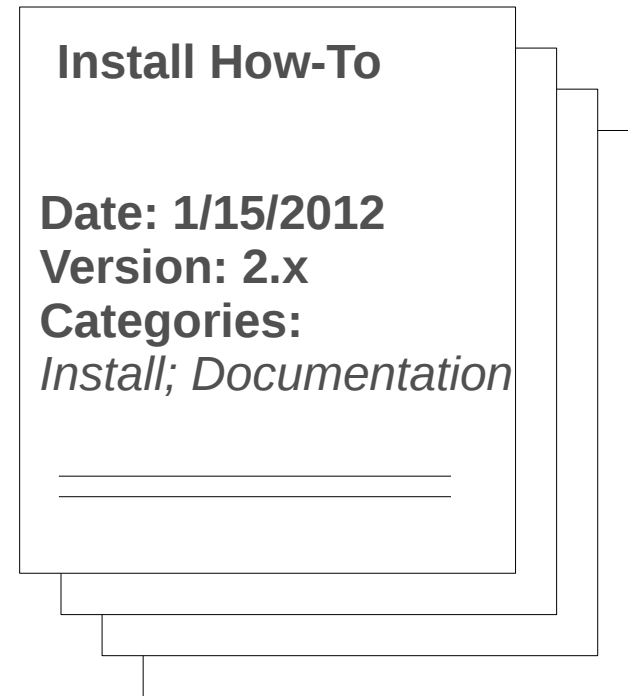 Install How-To
Date: 1/15/2012
Version: 2.x
Categories:
Install; Documentation